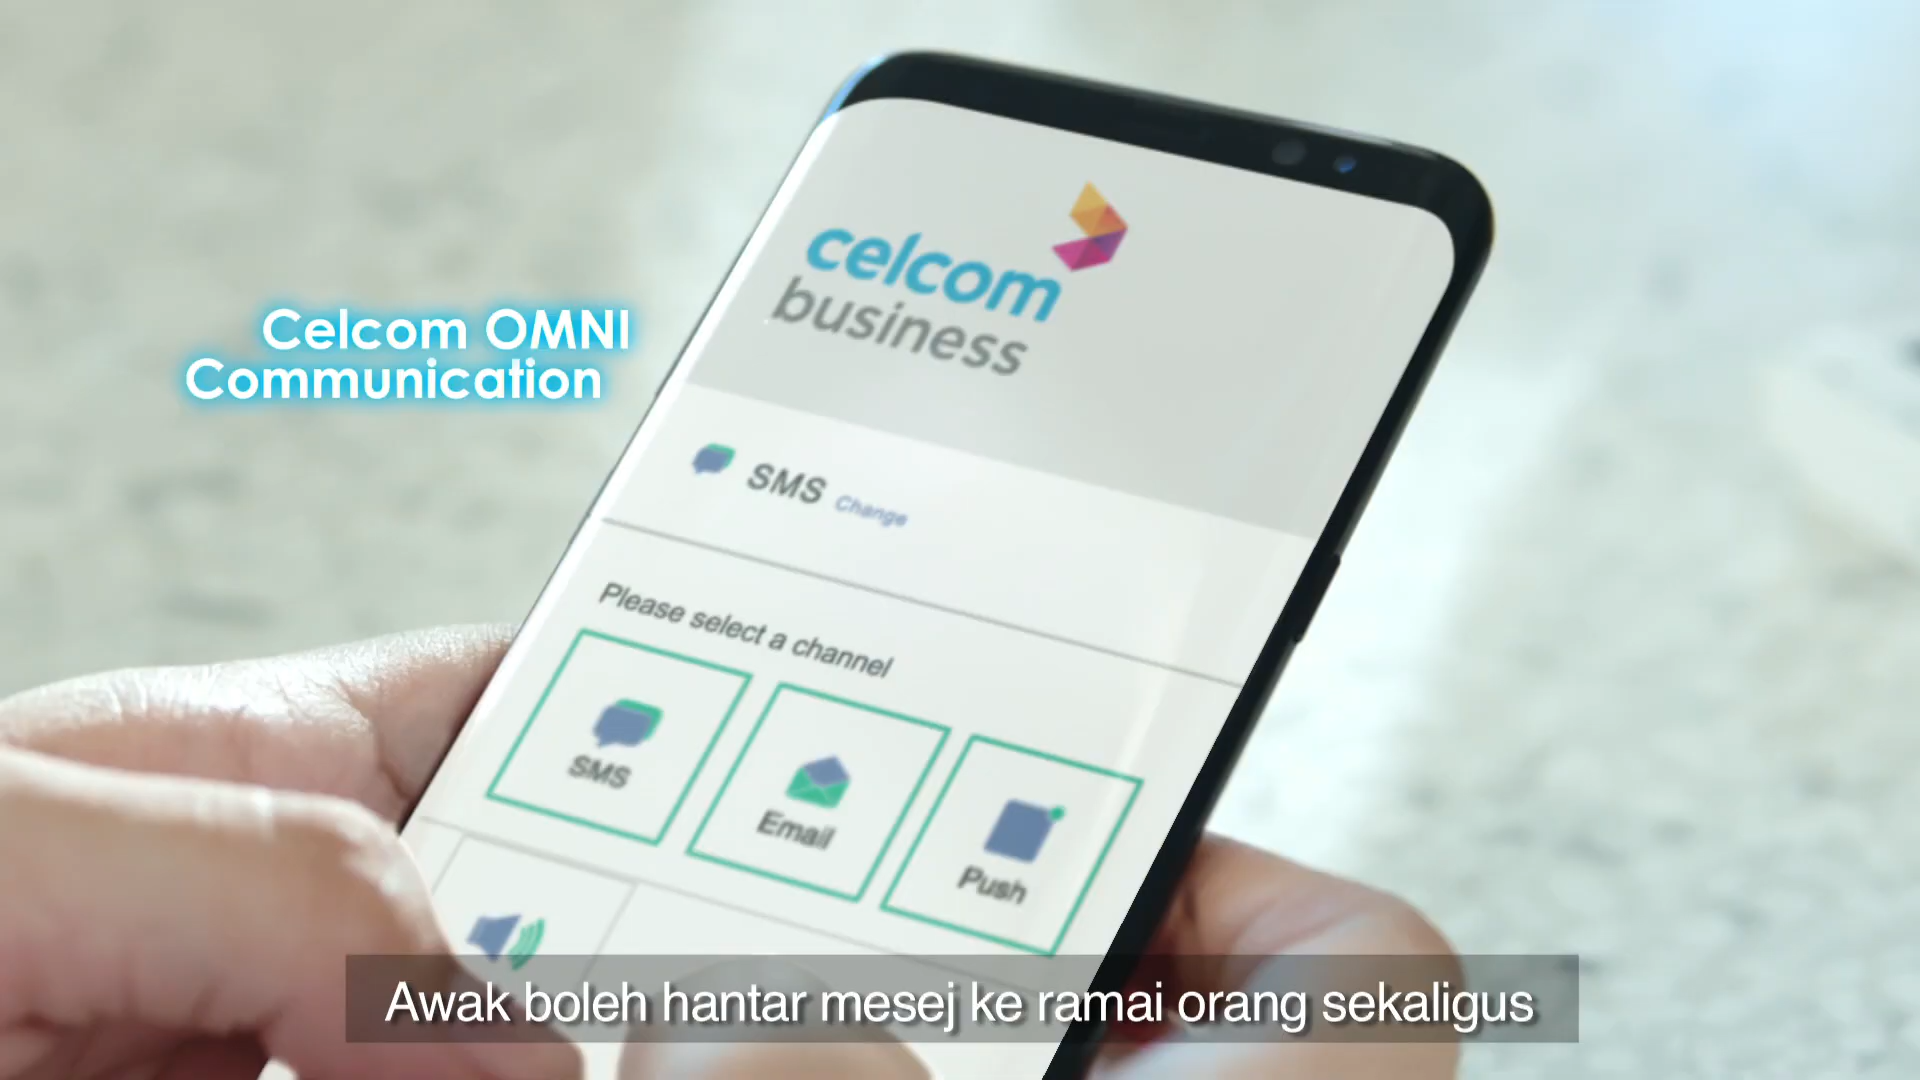 Celcom OMNI
Communication
celcom
business
SMS Change
Please select a channel
SMS
Email
Push
Awak boleh hantar mesej ke ramai orang sekaligus